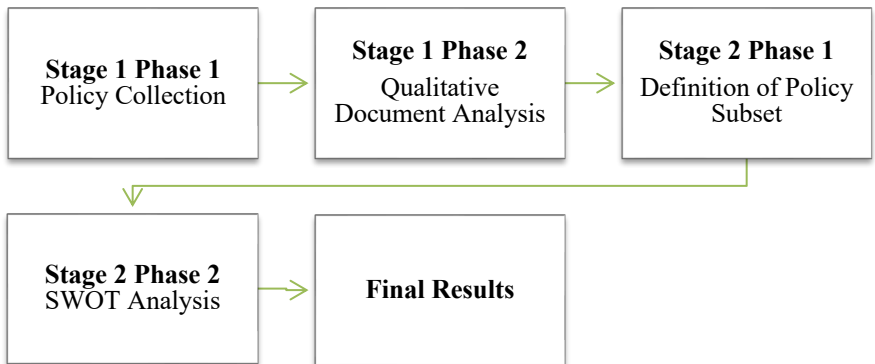 Stage 1 Phase 1
Policy Collection
Stage 1 Phase 2
Qualitative
Document Analysis
Stage 2 Phase 1
Definition of Policy
Subset
Stage 2 Phase 2
SWOT Analysis
Final Results